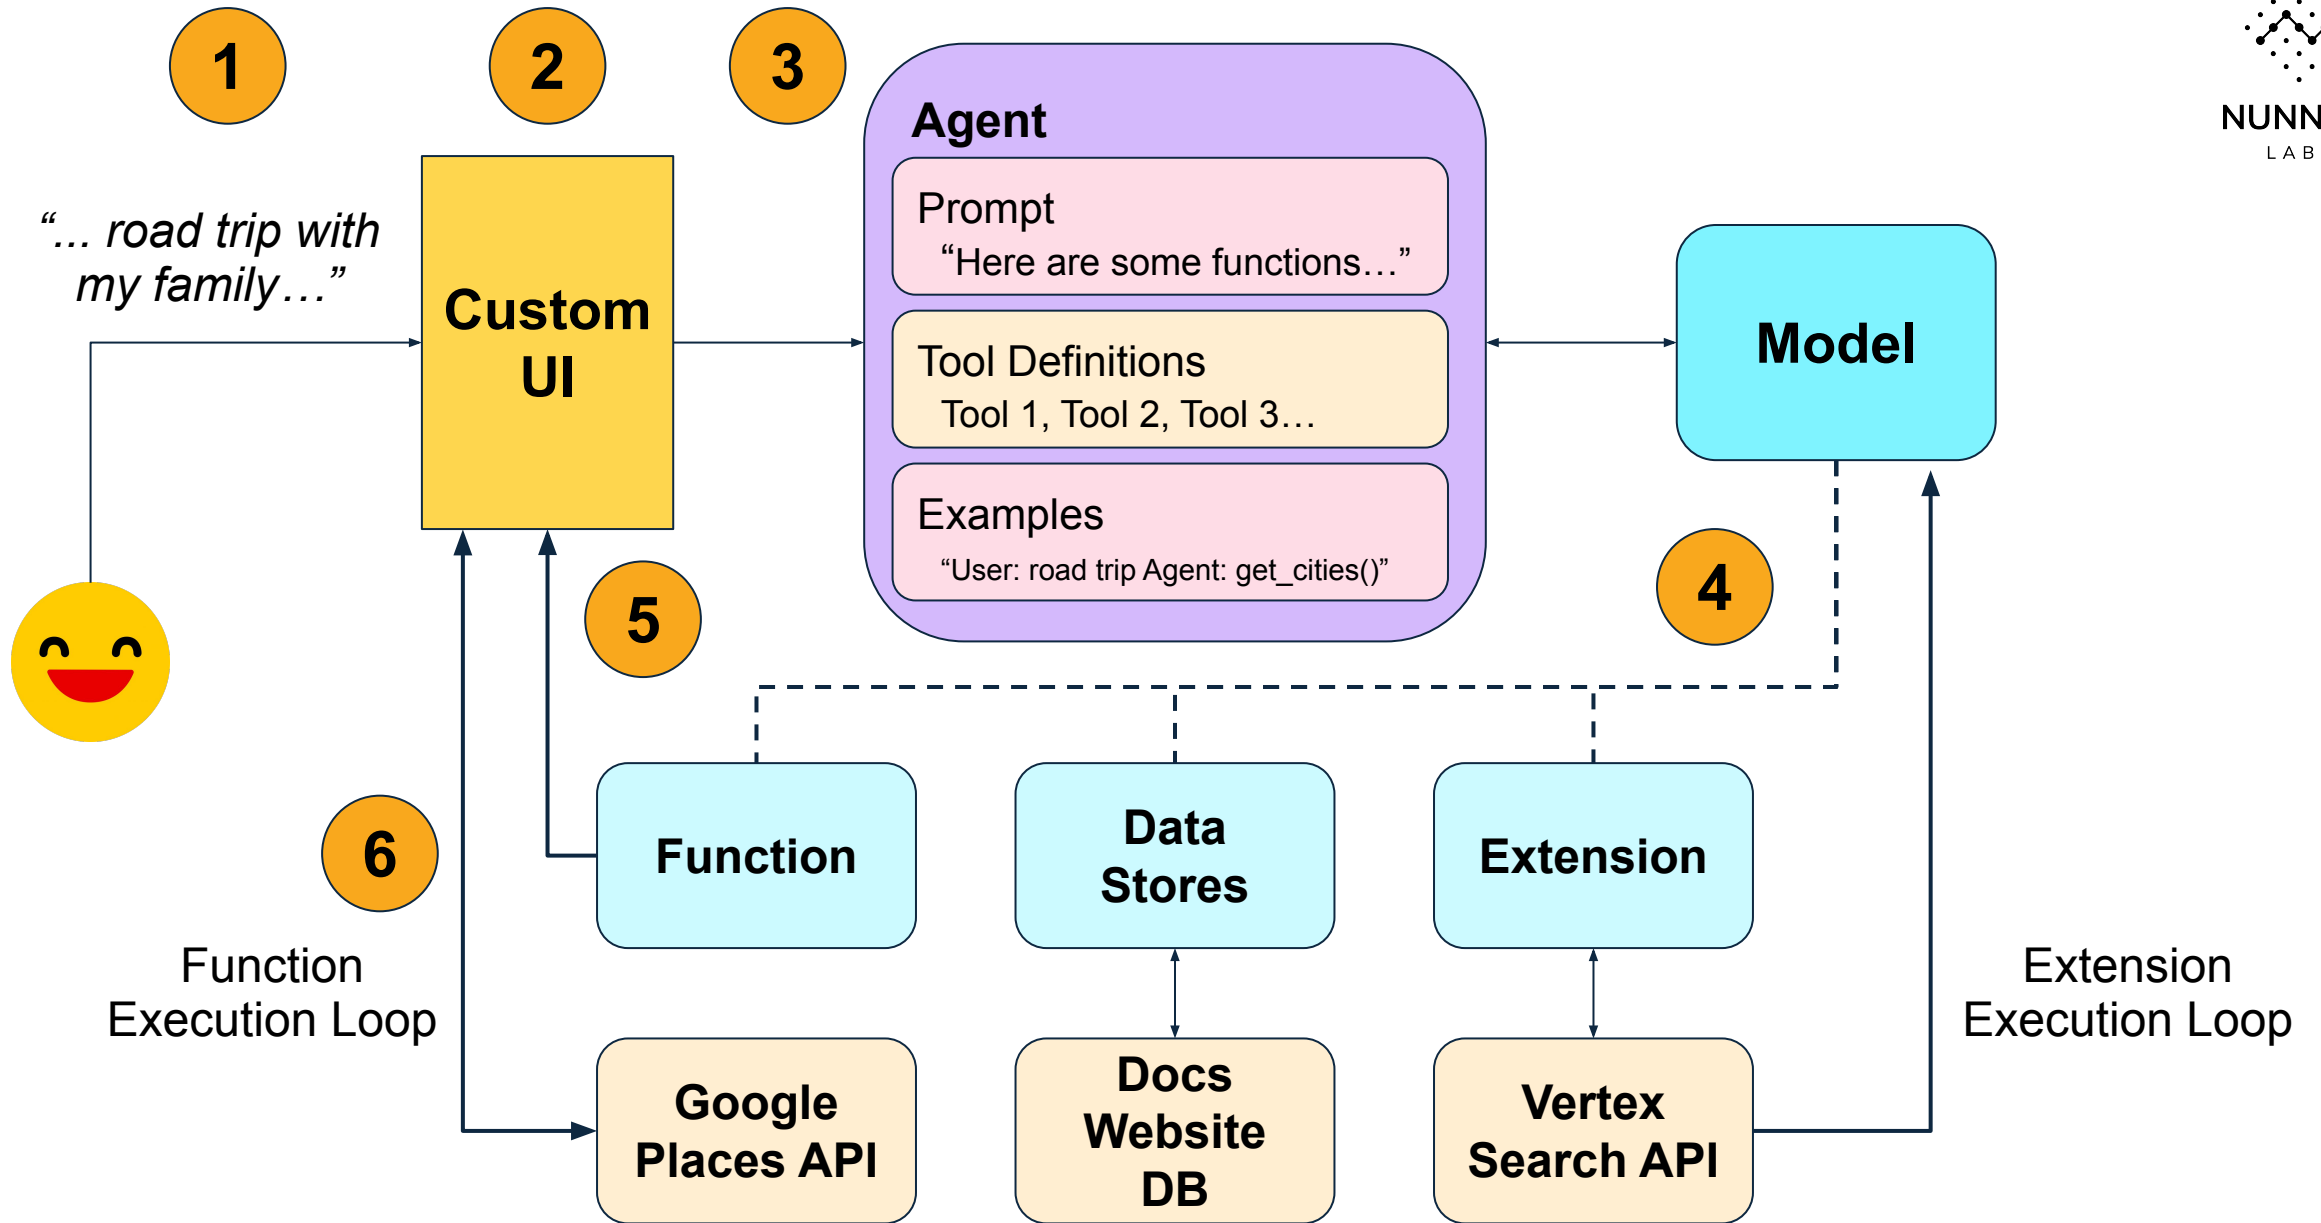 1
2
3
NUNN
LAB
“... road trip with
my family…”
Custom
UI
Agent
Prompt
“Here are some functions…”
Tool Definitions
Tool 1, Tool 2, Tool 3…
Examples
“User: road trip Agent: get_cities()”
Model
4
5
6
Function
Data
Stores
Extension
Function
Execution Loop
Extension
Execution Loop
Google
Places API
Docs
Website
DB
Vertex
Search API